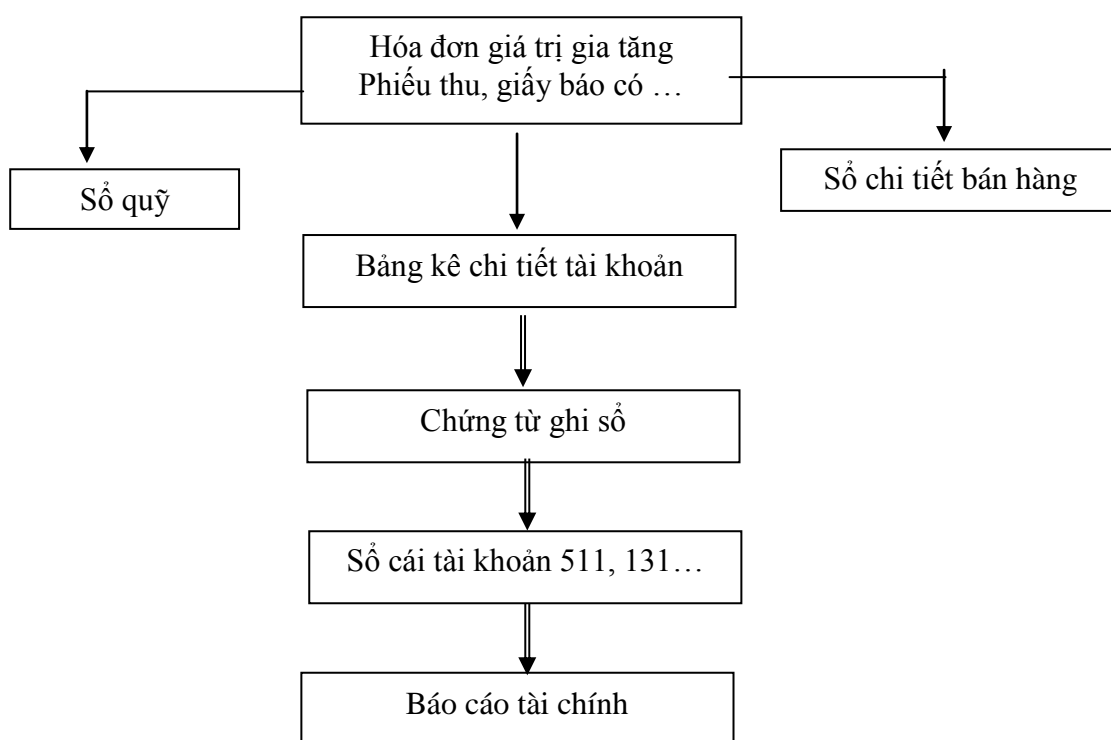 Hóa đơn giá trị gia tăng
Phiếu thu, giấy báo có …
Sổ quỹ
Sổ chi tiết bán hàng
Bảng kê chi tiết tài khoản
Chứng từ ghi sổ
Sổ cái tài khoản 511, 131…
Báo cáo tài chính